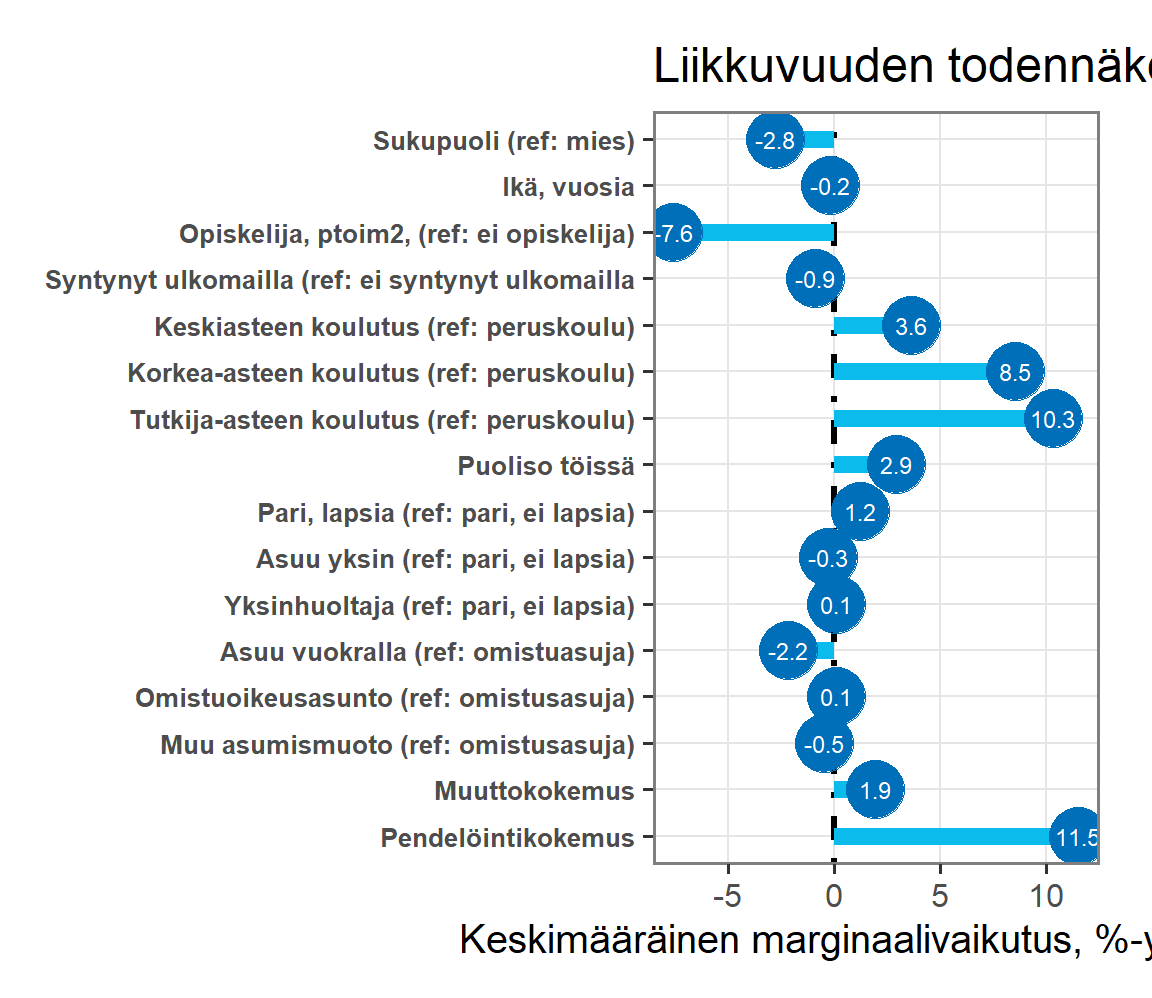 Liikkuvuuden todennäk
Sukupuoli (ref: mies)
-2.8
Ikä, vuosia
-0.2
Opiskelija, ptoim2, (ref: ei opiskelija)
-7.6
Syntynyt ulkomailla (ref: ei syntynyt ulkomailla
-0.9
Keskiasteen koulutus (ref: peruskoulu)
3.6
Korkea-asteen koulutus (ref: peruskoulu)
8.5
Tutkija-asteen koulutus (ref: peruskoulu)
10.3
Puoliso töissä
2.9
Pari, lapsia (ref: pari, ei lapsia)
1.2
Asuu yksin (ref: pari, ei lapsia)
-0.3
Yksinhuoltaja (ref: pari, ei lapsia)
0.1
Asuu vuokralla (ref: omistuasuja)
-2.2
Omistuoikeusasunto (ref: omistusasuja)
0.1
Muu asumismuoto (ref: omistusasuja)
-0.5
Muuttokokemus
1.9
Pendelöintikokemus
11.5
-5 0 5 10
Keskimääräinen marginaalivaikutus, %-y